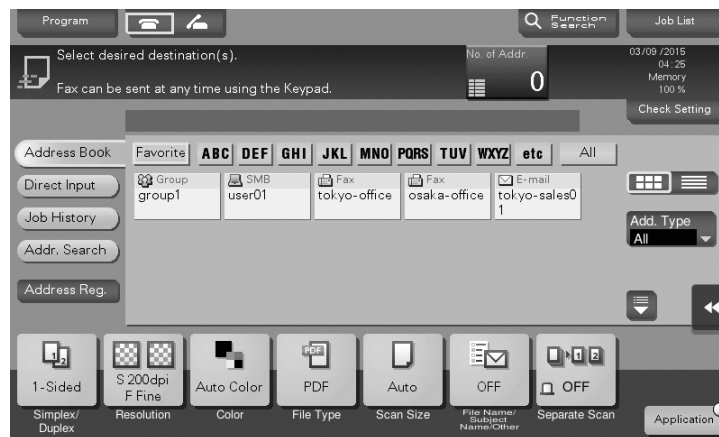 Program
Function
Search
Job List
Select desired destination(s).
Fax can be sent at any time using the Keypad.
No. of Addr.
0
03/09 /2015
04:25
Memory
100 %
Check Setting
Address Book
Favorite ABC DEF GHI JKL MNO PQRS TUV WXYZ etc All
Direct Input
Group
group1
SMB
user01
Fax
tokyo-office
Fax
osaka-office
E-mail
tokyo-sales0
1
Job History
Add. Type
All
Addr. Search
Address Reg.
1 2
1-Sided
Simplex/
Duplex
S 200dpi
F Fine
Resolution
Auto Color
Color
PDF
PDF
File Type
Auto
Scan Size
OFF
File Name/
Subject
Name/Other
1 2
OFF
Separate Scan
Application